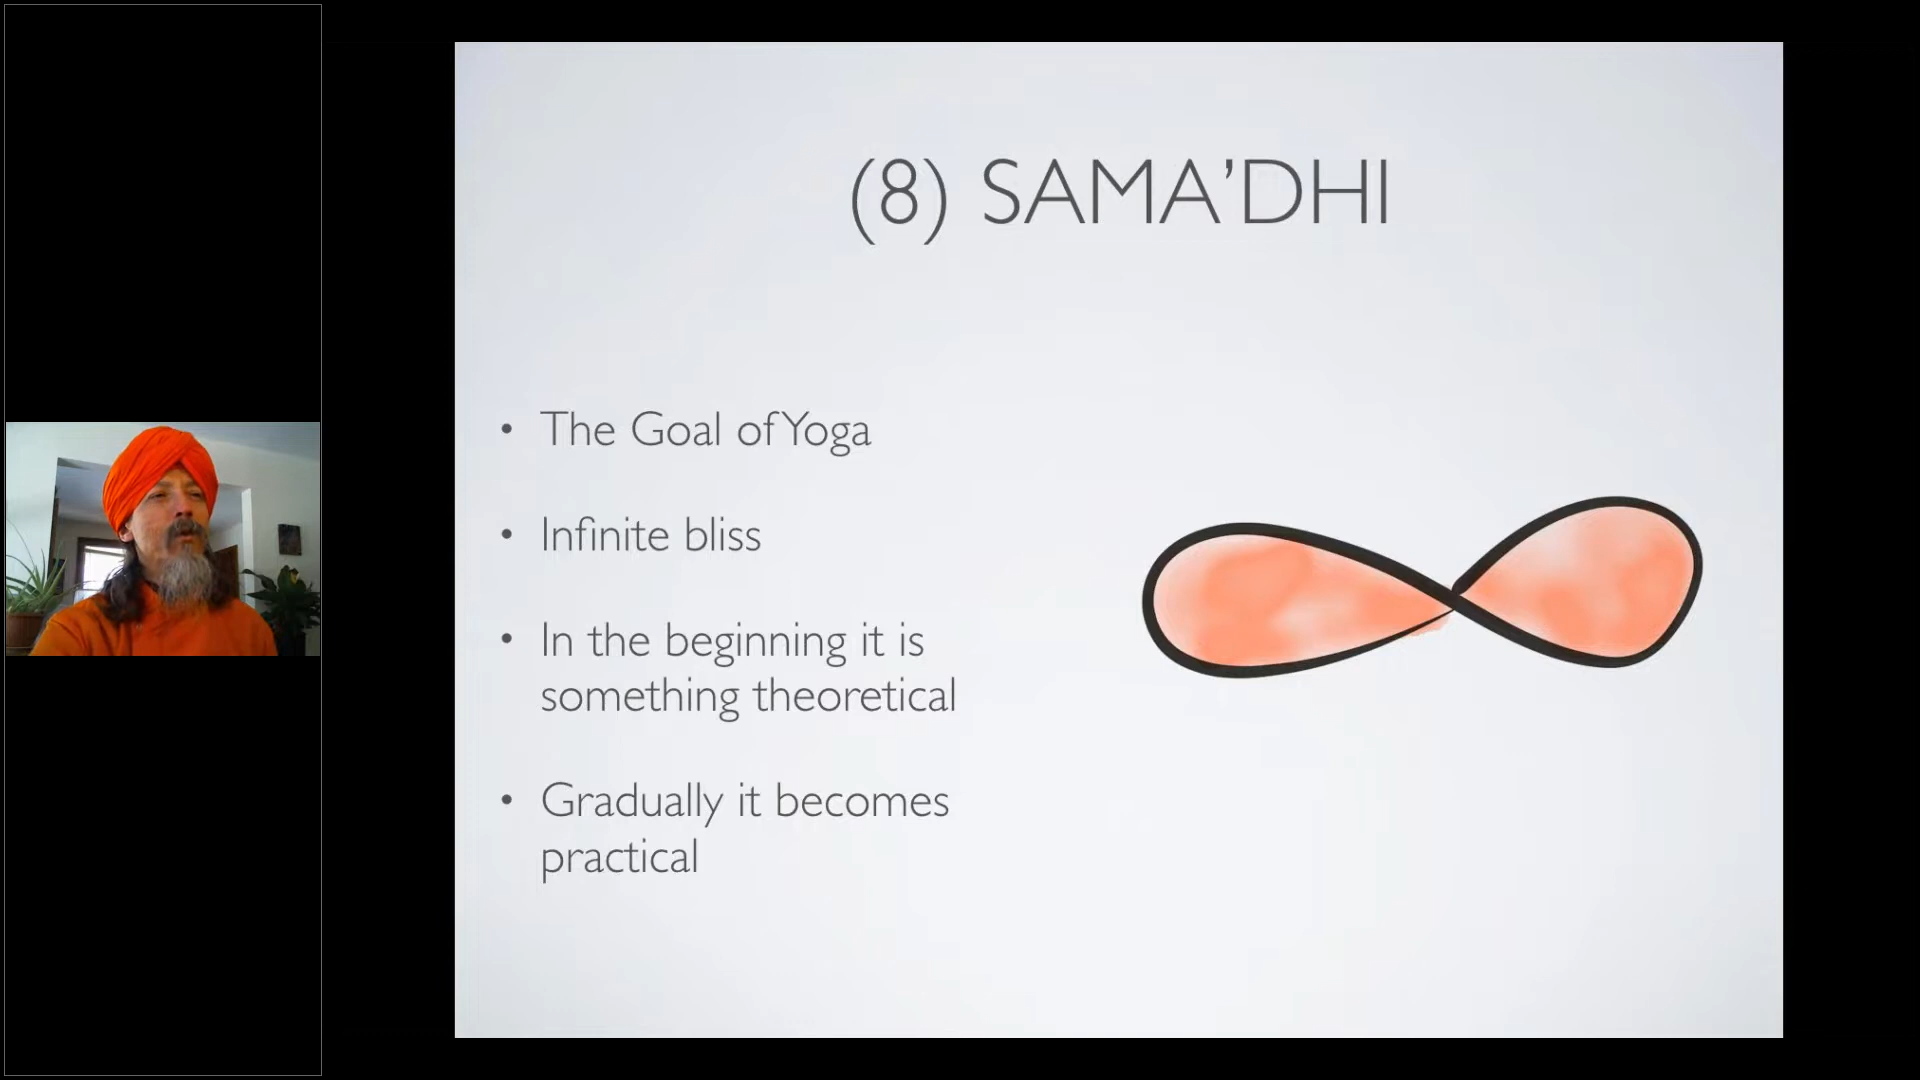 (8) SAMA’DHI
• The Goal of Yoga
• Infinite bliss
• In the beginning it is
something theoretical
• Gradually it becomes
practical